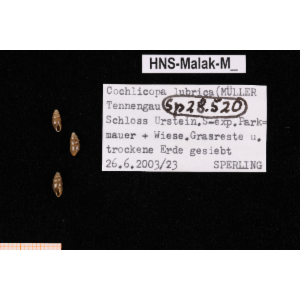 HNS-Malak-M_
Cochlicopa lubrica(MÜLLER
Tennengau Sp28.520
Schloss Urstein.S-exp.Park=
mauer + Wiese.Grasreste u.
trockene Erde gesiebt
26.6.2003/23 SPERLING